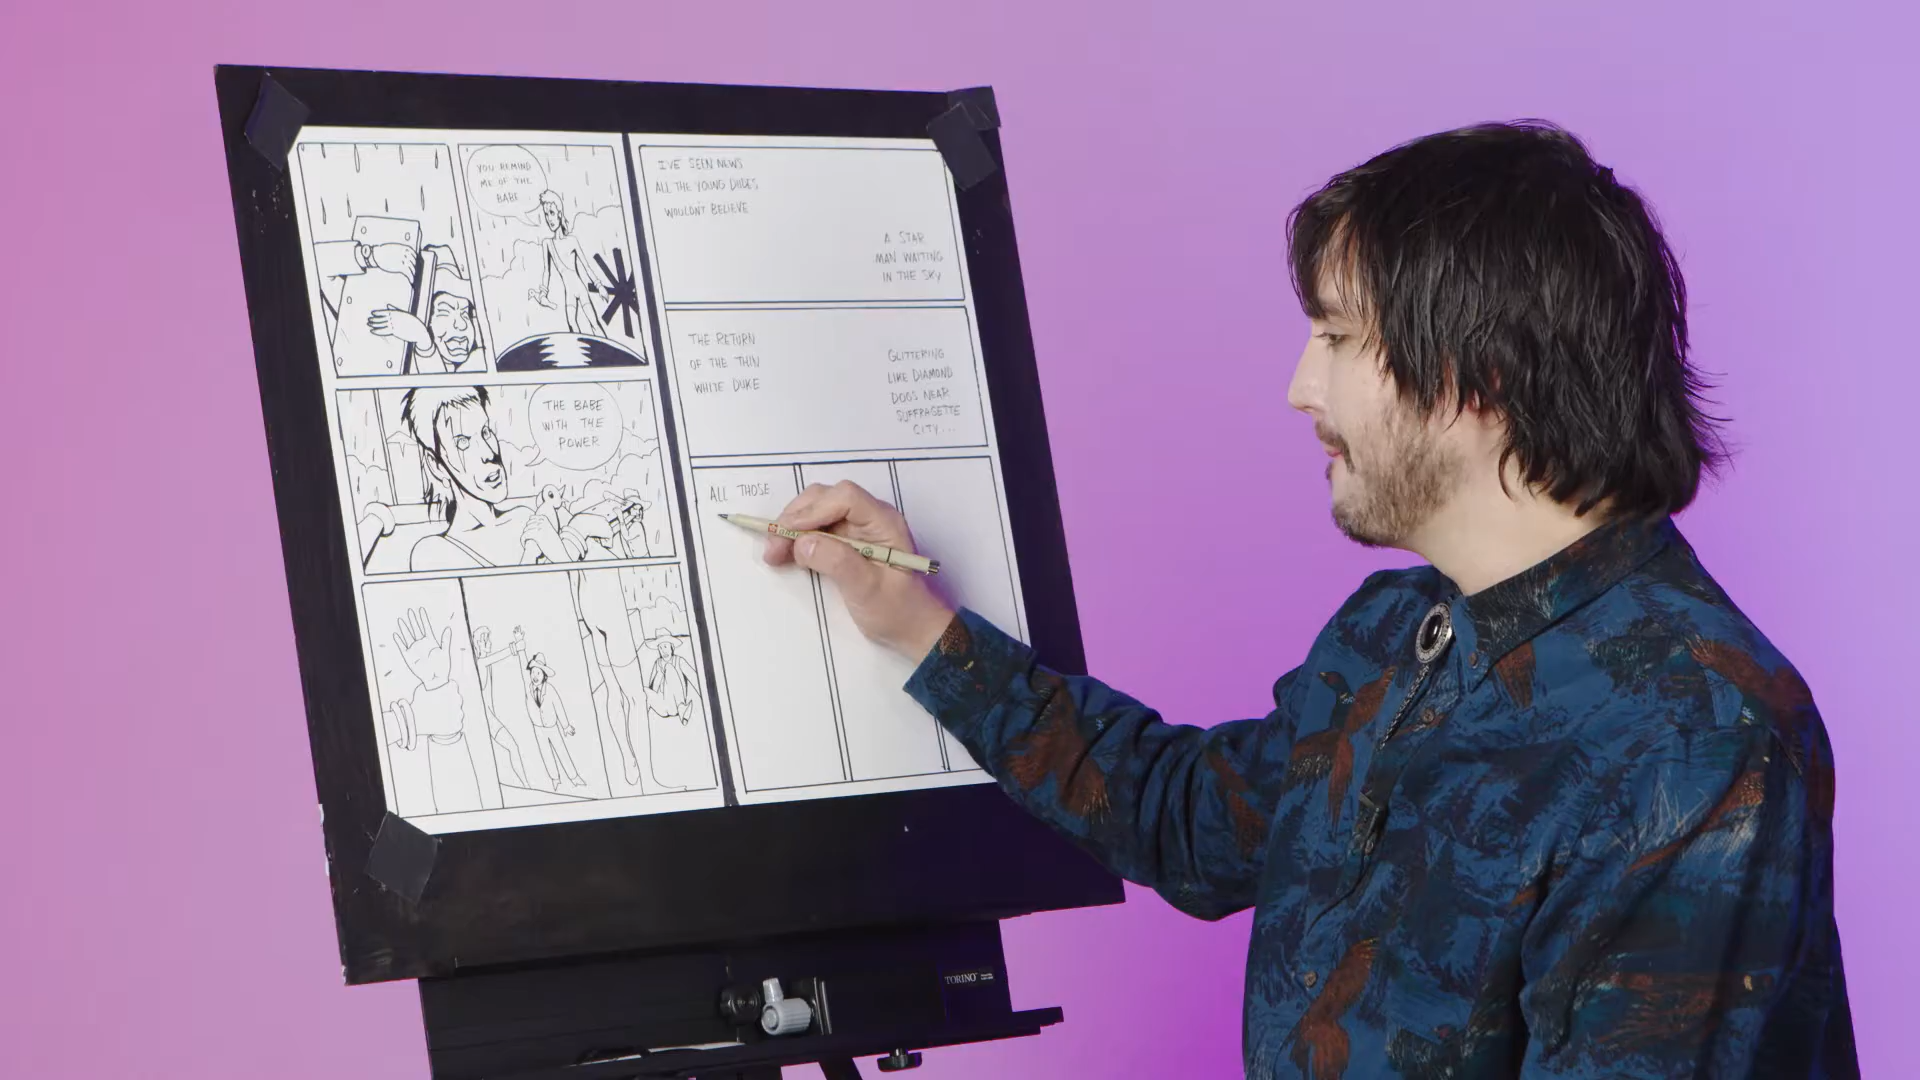 YOU REMIND
ME OF THE
BABE
THE BABE
WITH THE
POWER
I'VE SEEN NEWS
ALL THE YOUNG DUDES
WOULDN'T BELIEVE
A STAR
MAN WAITING
IN THE SKY
THE RETURN
OF THE THIN
WHITE DUKE
GLITTERING
LIKE DIAMOND
DOGS NEAR
SUFFRAGETTE
CITY...
ALL THOSE
TORINO